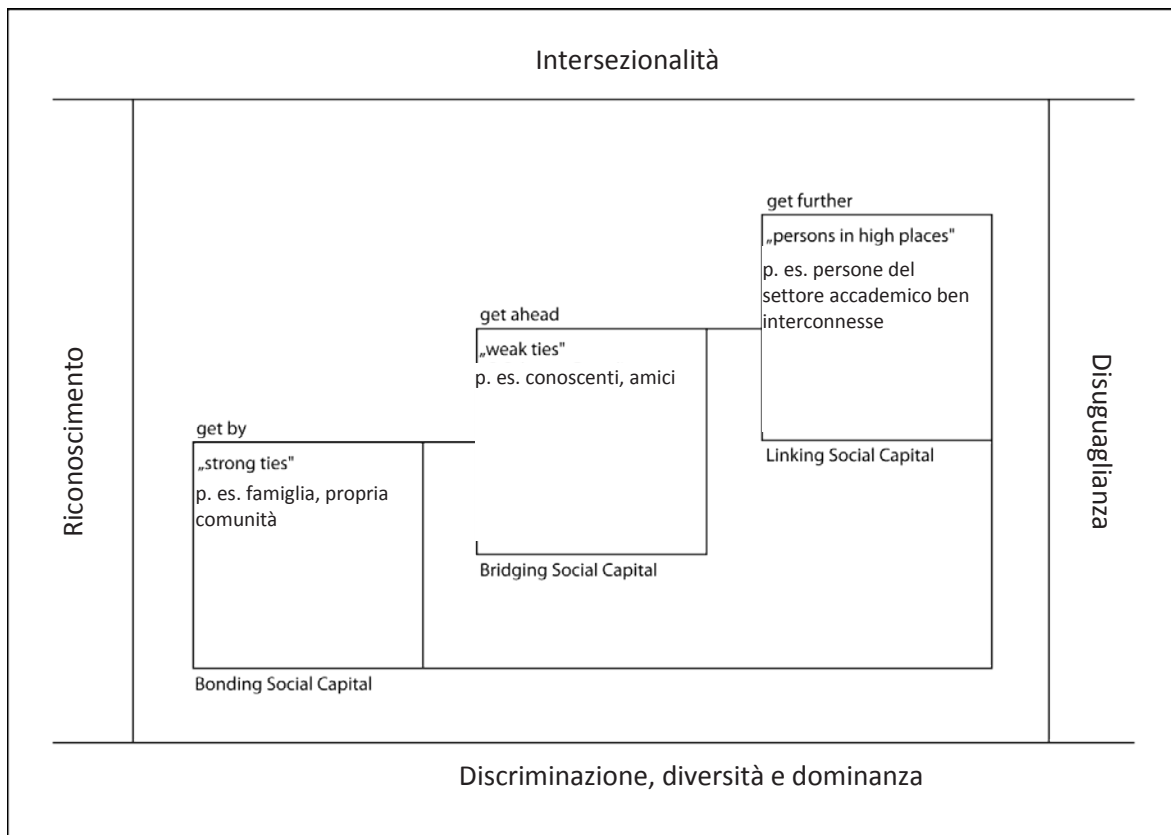 Intersezionalità
Riconoscimento
get by
„strong ties"
p. es. famiglia, propria
comunità
Bonding Social Capital
get ahead
„weak ties"
p. es. conoscenti, amici
Bridging Social Capital
get further
„persons in high places"
p. es. persone del
settore accademico ben
interconnesse
Linking Social Capital
Disuguaglianza
Discriminazione, diversità e dominanza